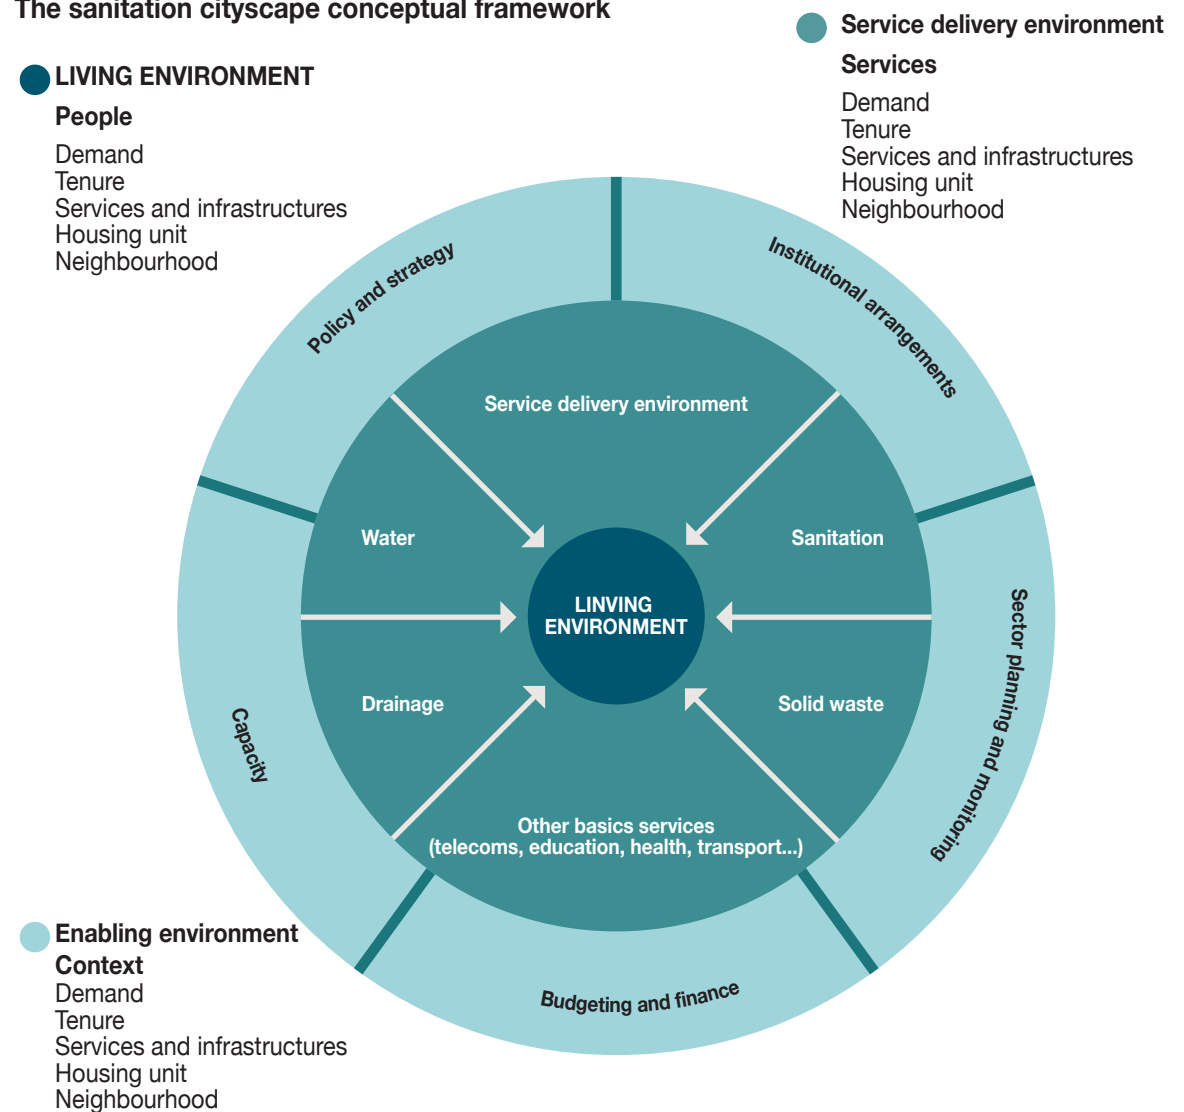 The sanitation cityscape conceptual framework
Service delivery environment
Services
Demand
Tenure
Services and infrastructures
Housing unit
Neighbourhood
LIVING ENVIRONMENT
People
Demand
Tenure
Services and infrastructures
Housing unit
Neighbourhood
Policy and strategy
Institutional arrangements
Service delivery environment
Water
Sanitation
LINVING
ENVIRONMENT
Sector planning and monitoring
Drainage
Solid waste
Capacity
Other basics services
(telecoms, education, health, transport...)
Budgeting and finance
Enabling environment
Context
Demand
Tenure
Services and infrastructures
Housing unit
Neighbourhood